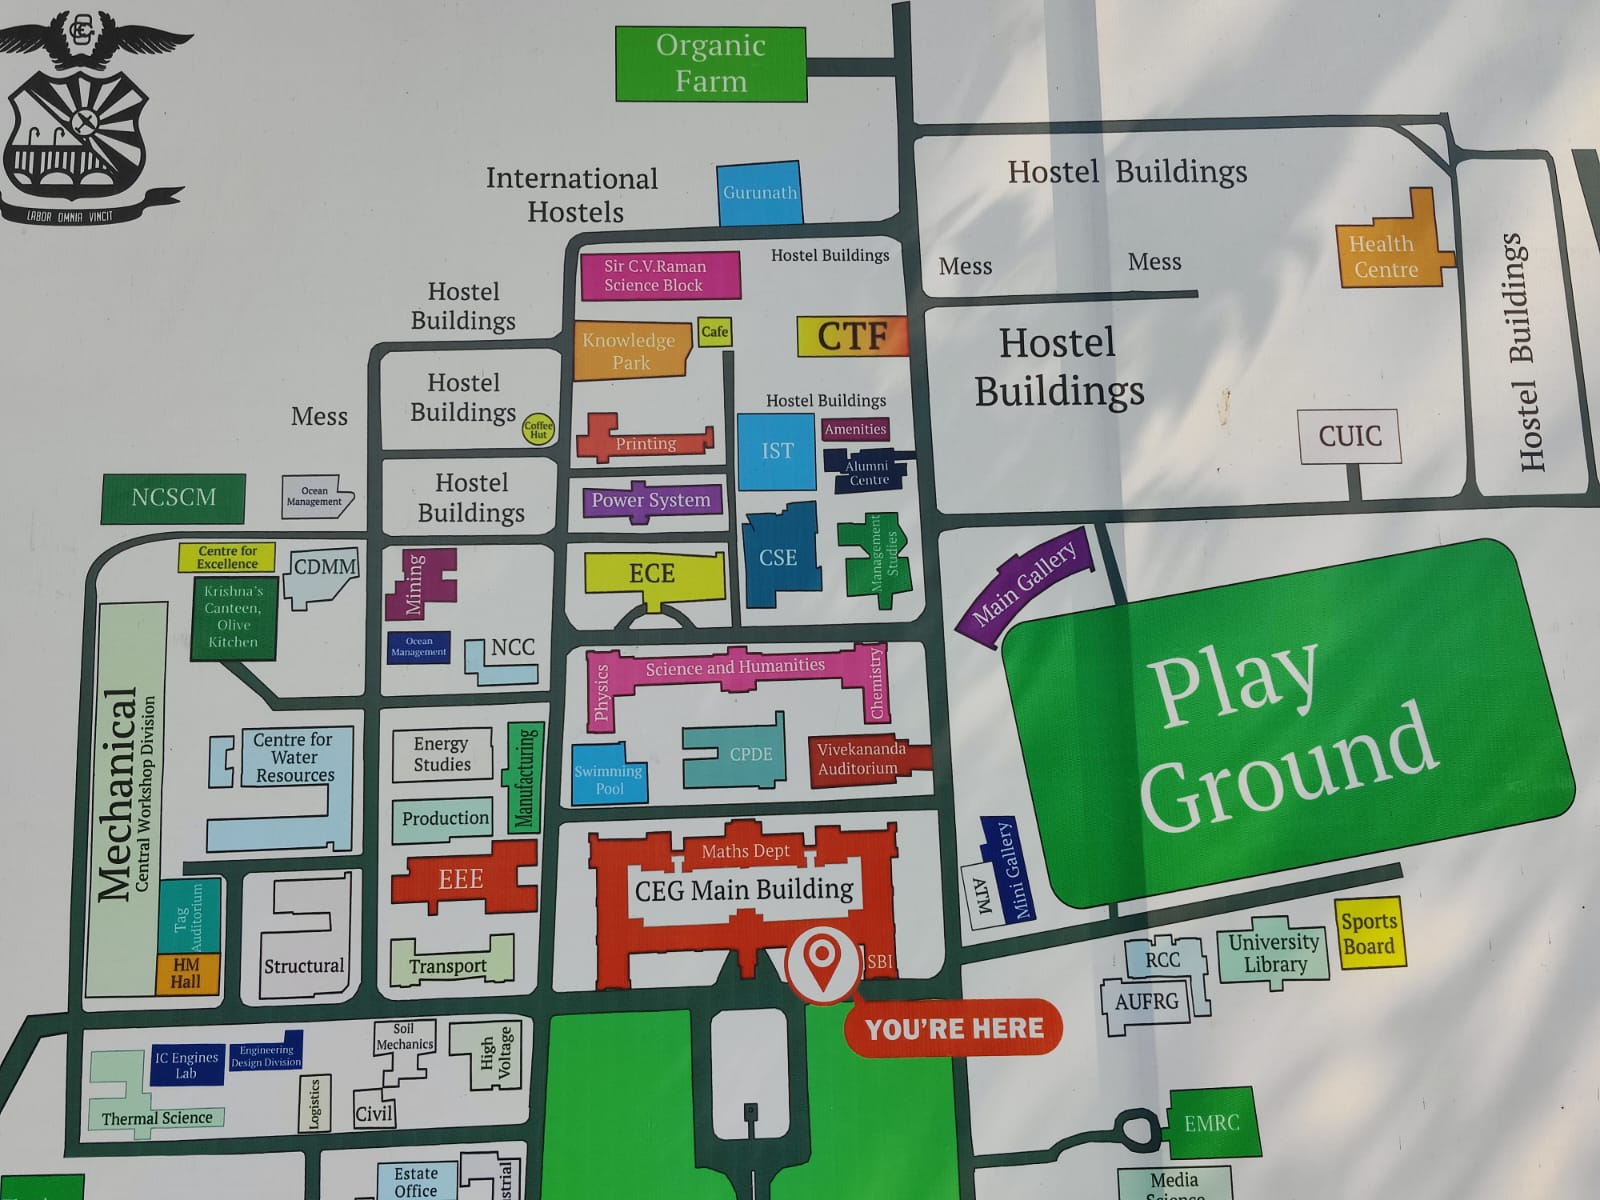 Organic
Farm
LABOR OMNIA VINCIT
International
Hostels
Gurunath
Hostel Buildings
Hostel Buildings
Sir C.V.Raman
Science Block
Mess
Mess
Health
Centre
Hostel Buildings
Hostel
Buildings
Knowledge
Park
Cafe
CTF
Hostel
Buildings
Hostel
Buildings
Coffee
Hut
Mess
Hostel Buildings
Printing
IST
Amenities
Alumni
Centre
CUIC
NCSCM
Ocean
Management
Hostel
Buildings
Power System
Centre for
Excellence
CDMM
Krishna's
Canteen,
Olive
Kitchen
Mining
ECE
CSE
Management
Studies
Main Gallery
Ocean
Management
NCC
Physics
Science and Humanities
Chemistry
Play
Ground
Mechanical
Central Workshop Division
Centre for
Water
Resources
Energy
Studies
Manufacturing
Production
Swimming
Pool
CPDE
Vivekananda
Auditorium
Maths Dept
CEG Main Building
SBI
EEE
Mini Gallery
ATM
Tag
Auditorium
HM
Hall
Structural
Transport
RCC
AUFRG
University
Library
Sports
Board
YOU'RE HERE
IC Engines
Lab
Engineering
Design Division
Soil
Mechanics
High
Voltage
Thermal Science
Logistics
Civil
EMRC
Estate
Office
Media